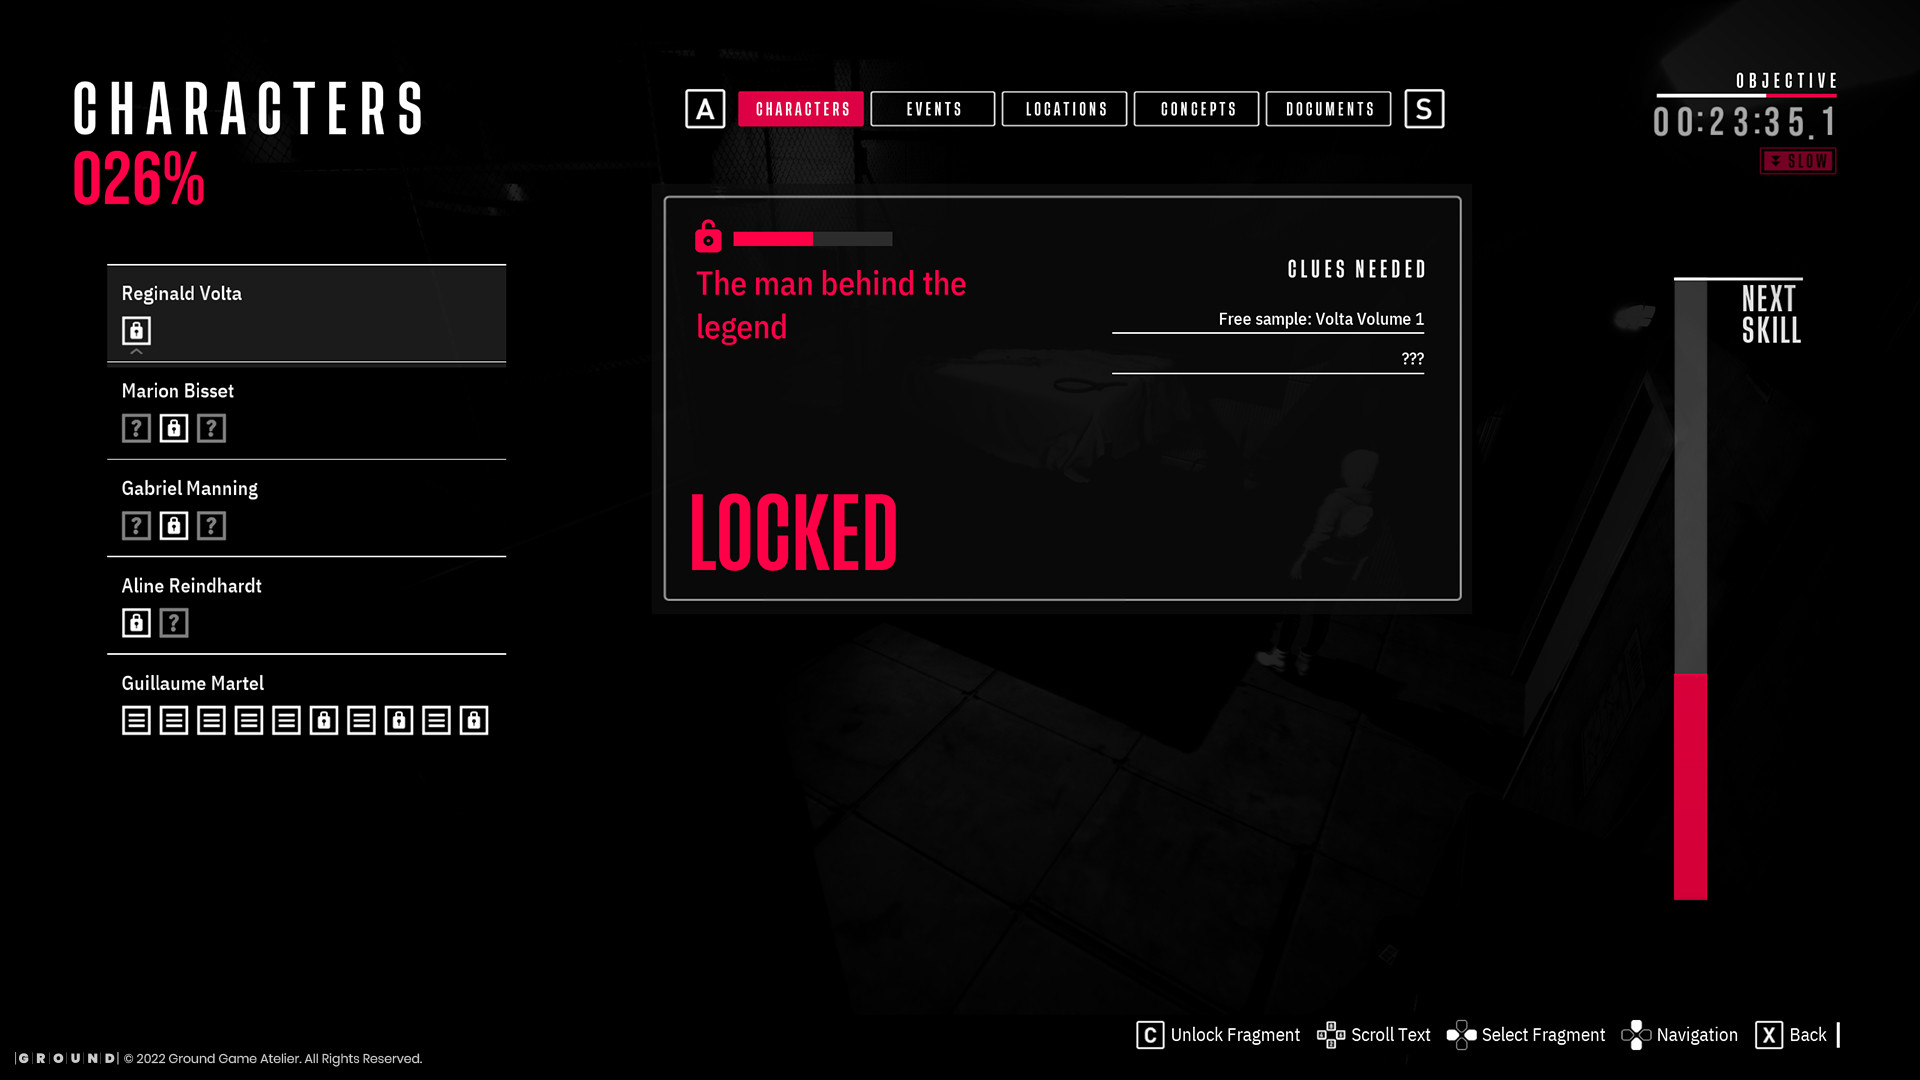 CHARACTERS
026%
Reginald Volta
Marion Bisset
? ?
Gabriel Manning
? ?
Aline Reindhardt
?
Guillaume Martel
A CHARACTERS EVENTS LOCATIONS CONCEPTS DOCUMENTS S
The man behind the
legend
CLUES NEEDED
Free sample: Volta Volume 1
???
LOCKED
OBJECTIVE
00:23:35.1
SLOW
NEXT
SKILL
C Unlock Fragment Scroll Text Select Fragment Navigation X Back
|G|R|O|U|N|D| © 2022 Ground Game Atelier. All Rights Reserved.